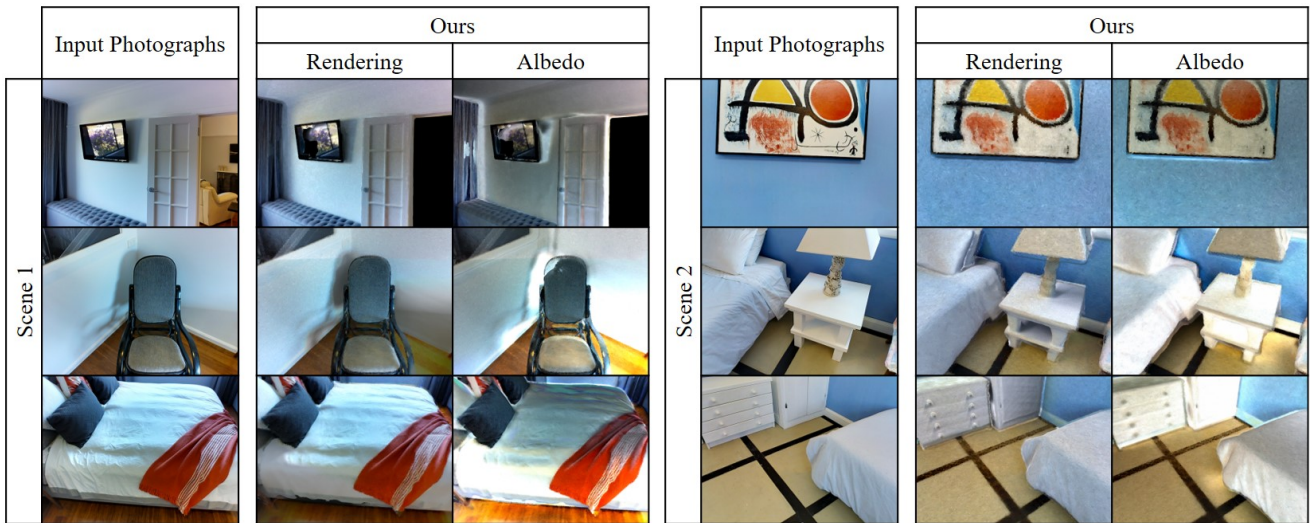 Input Photographs
Ours
Rendering
Albedo
Scene 1
Input Photographs
Ours
Rendering
Albedo
Scene 2